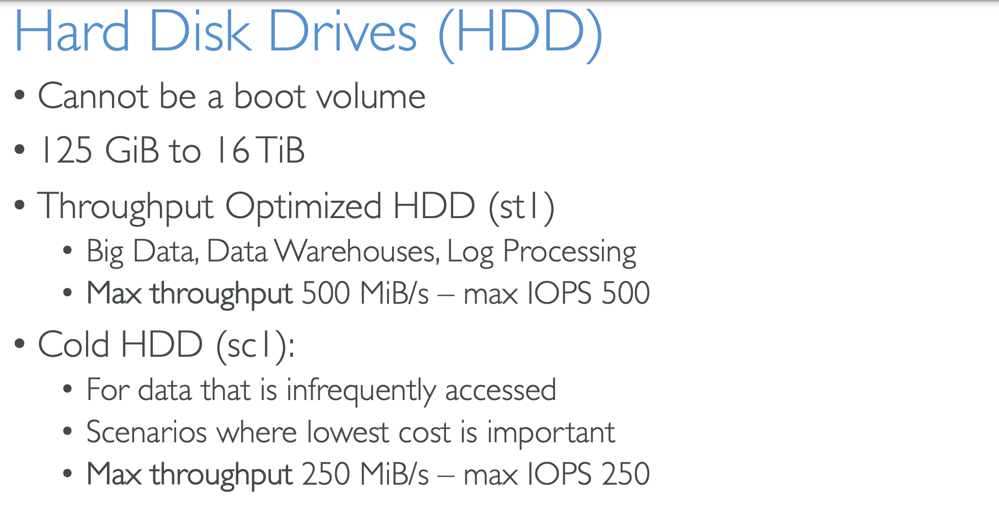 Hard Disk Drives (HDD)
• Cannot be a boot volume
• 125 GiB to 16 TiB
• Throughput Optimized HDD (st1)
• Big Data, Data Warehouses, Log Processing
• Max throughput 500 MiB/s – max IOPS 500
• Cold HDD (sc1):
• For data that is infrequently accessed
• Scenarios where lowest cost is important
• Max throughput 250 MiB/s – max IOPS 250